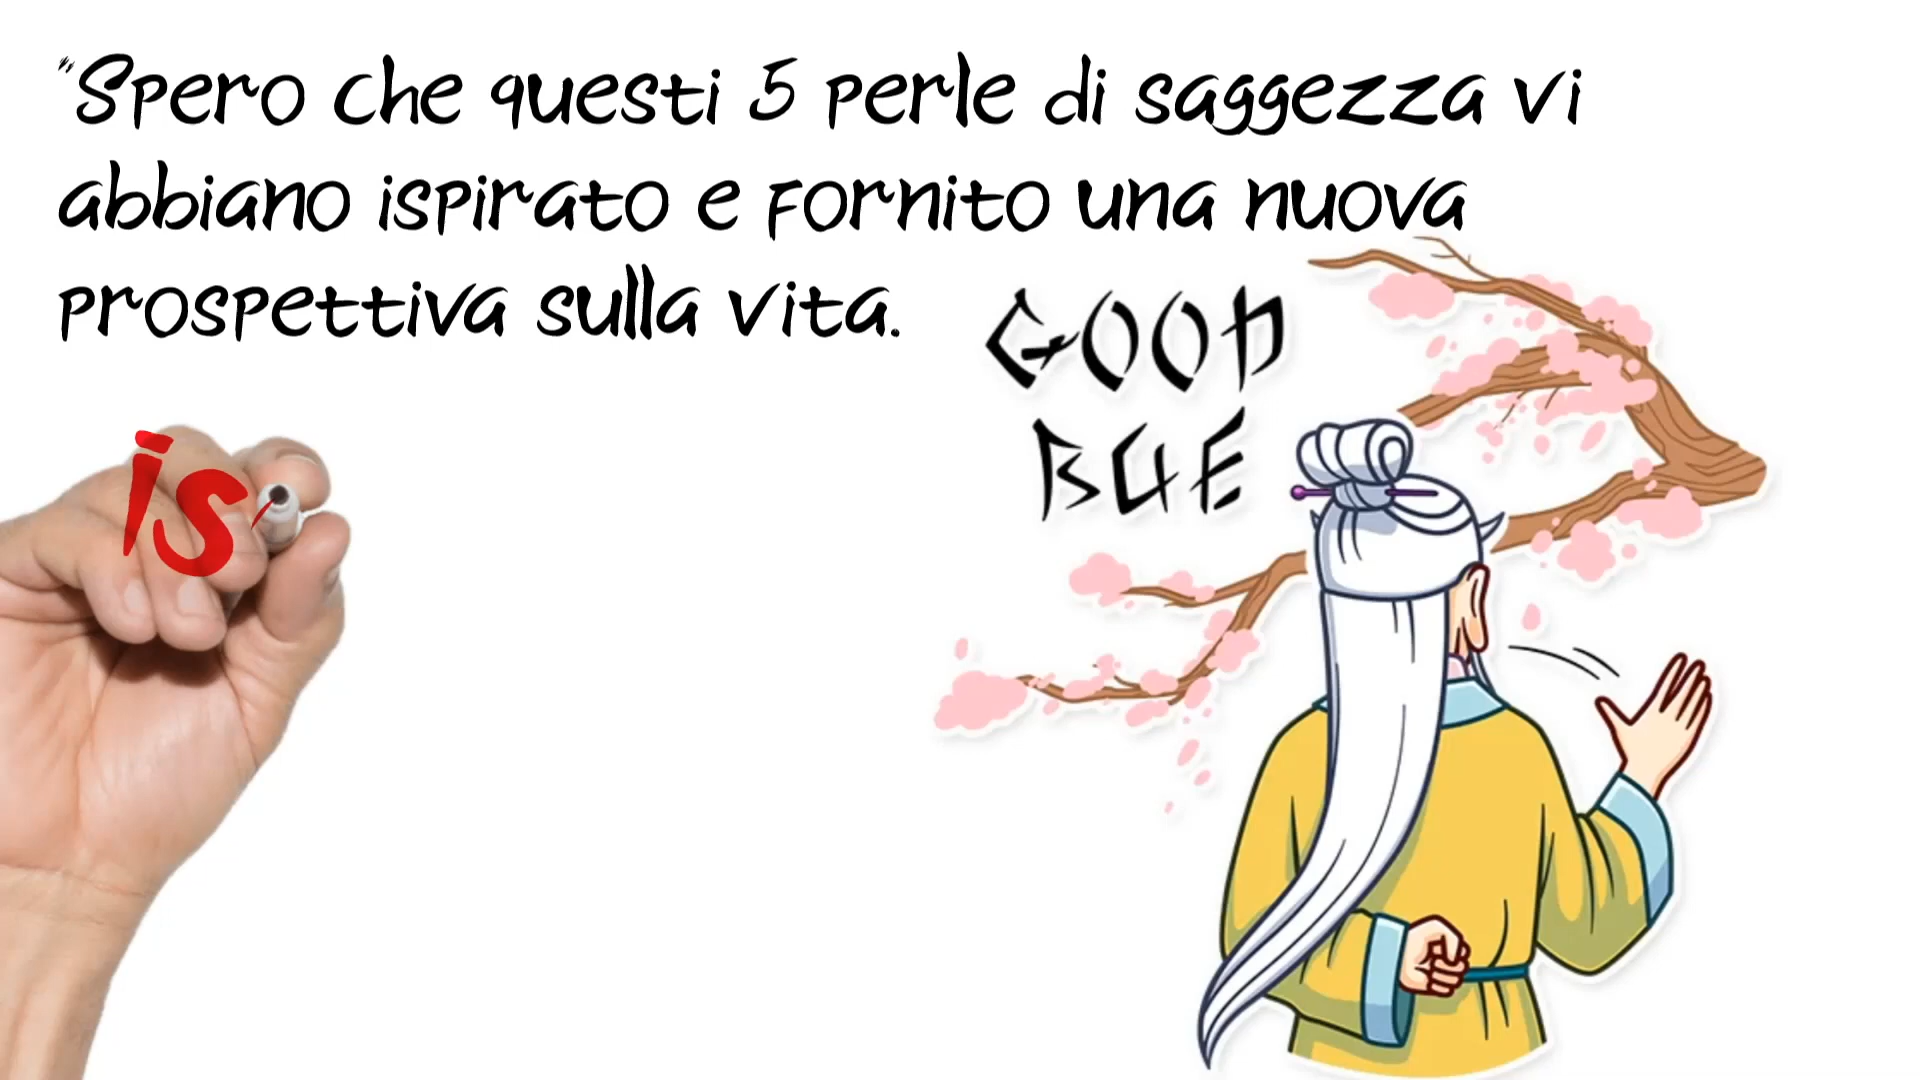 "Spero che questi 5 perle di saggezza vi
abbiano ispirato e fornito una nuova
prospettiva sulla vita.
GOOD
BYE
is